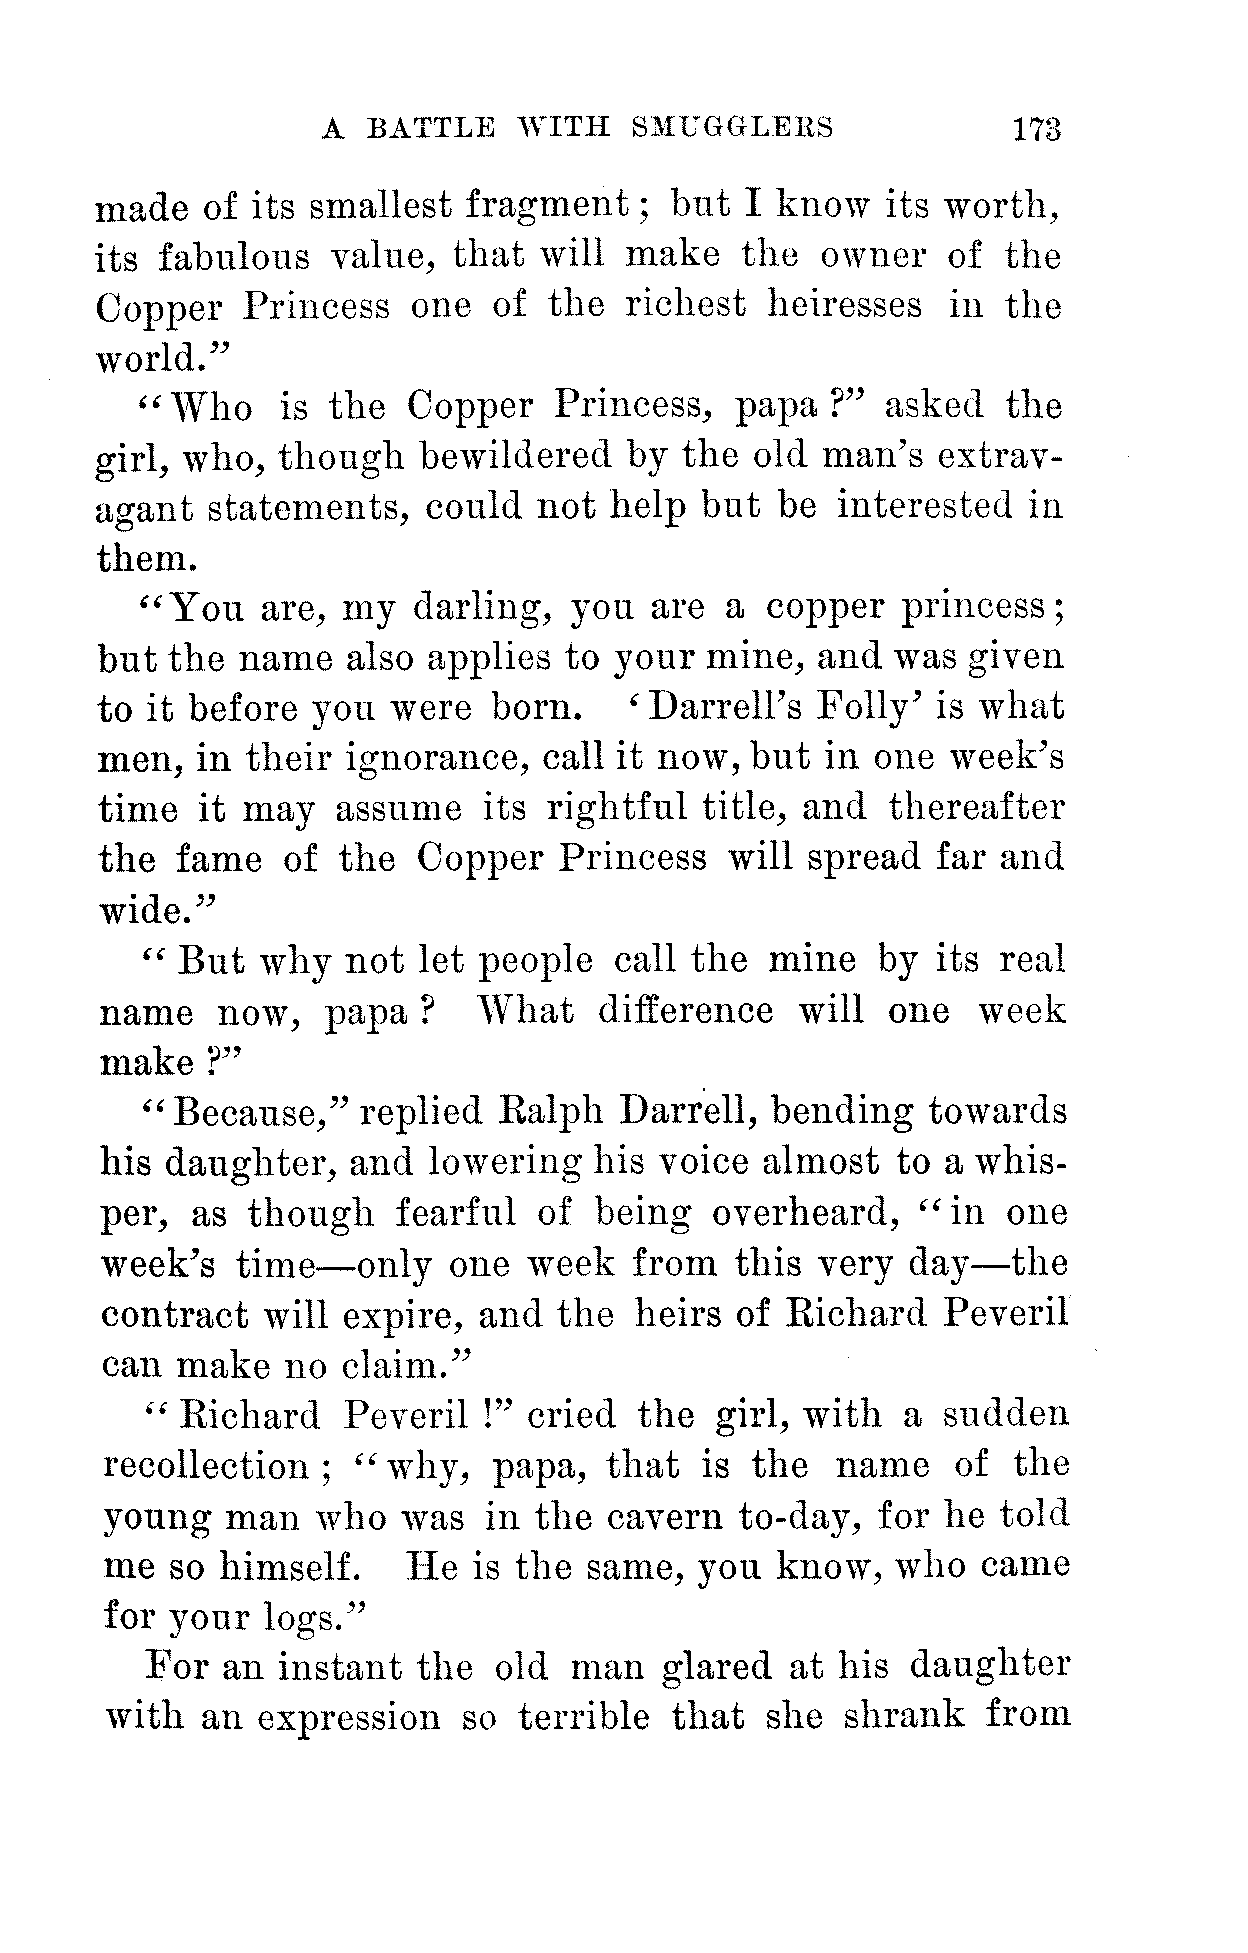 A BATTLE WITH SMUGGLERS 173
made of its smallest fragment; but I know its worth,
its fabulous value, that will make the owner of the
Copper Princess one of the richest heiresses in the
world.”
“Who is the Copper Princess, papa?” asked the
girl, who, though bewildered by the old man’s extrav-
agant statements, could not help but be interested in
them.
“You are, my darling, you are a copper princess;
but the name also applies to your mine, and was given
to it before you were born. ‘Darrell’s Folly’ is what
men, in their ignorance, call it now, but in one week’s
time it may assume its rightful title, and thereafter
the fame of the Copper Princess will spread far and
wide.”
“But why not let people call the mine by its real
name now, papa? What difference will one week
make?”
“Because,” replied Ralph Darrell, bending towards
his daughter, and lowering his voice almost to a whis-
per, as though fearful of being overheard, “in one
week’s time—only one week from this very day—the
contract will expire, and the heirs of Richard Peveril
can make no claim.”
“Richard Peveril!” cried the girl, with a sudden
recollection; “why, papa, that is the name of the
young man who was in the cavern to-day, for he told
me so himself. He is the same, you know, who came
for your logs.”
For an instant the old man glared at his daughter
with an expression so terrible that she shrank from